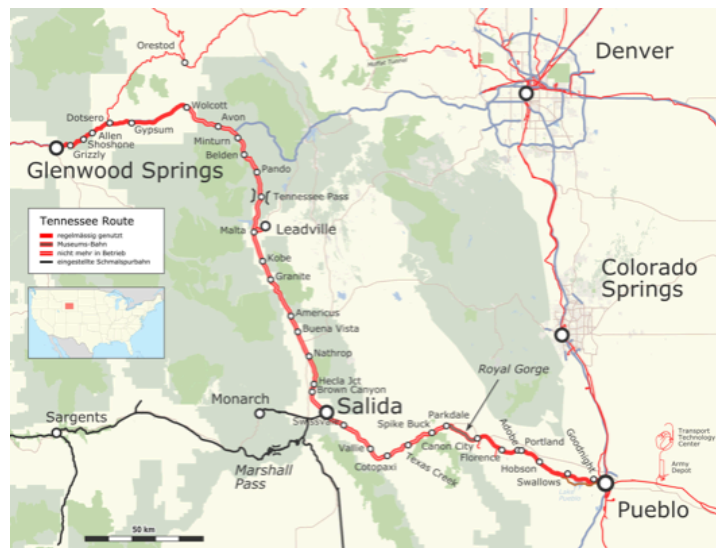 Orestod
Moffat Tunnel
Denver
Dotsero
Wolcott
Allen
Shoshone
Grizzly
Gypsum
Avon
Minturn
Belden
Glenwood Springs
Pando
Tennessee Pass
Leadville
Malta
Tennessee Route
regelmässig genutzt
Museums-Bahn
nicht mehr in Betrieb
eingestellte Schmalspurbahn
Kobe
Granite
Colorado
Springs
Americus
Buena Vista
Nathrop
Royal Gorge
Hecla Jct
Brown Canyon
Monarch
Salida
Sargents
Swissvale
Parkdale
Spike Buck
Canon City
Adobe
Portland
Goodnight
Transport
Technology
Center
Vallie
Florence
Marshall
Pass
Cotopaxi
Texas Creek
Hobson
Army
Depot
Swallows
Lake
Pueblo
Pueblo
50 km